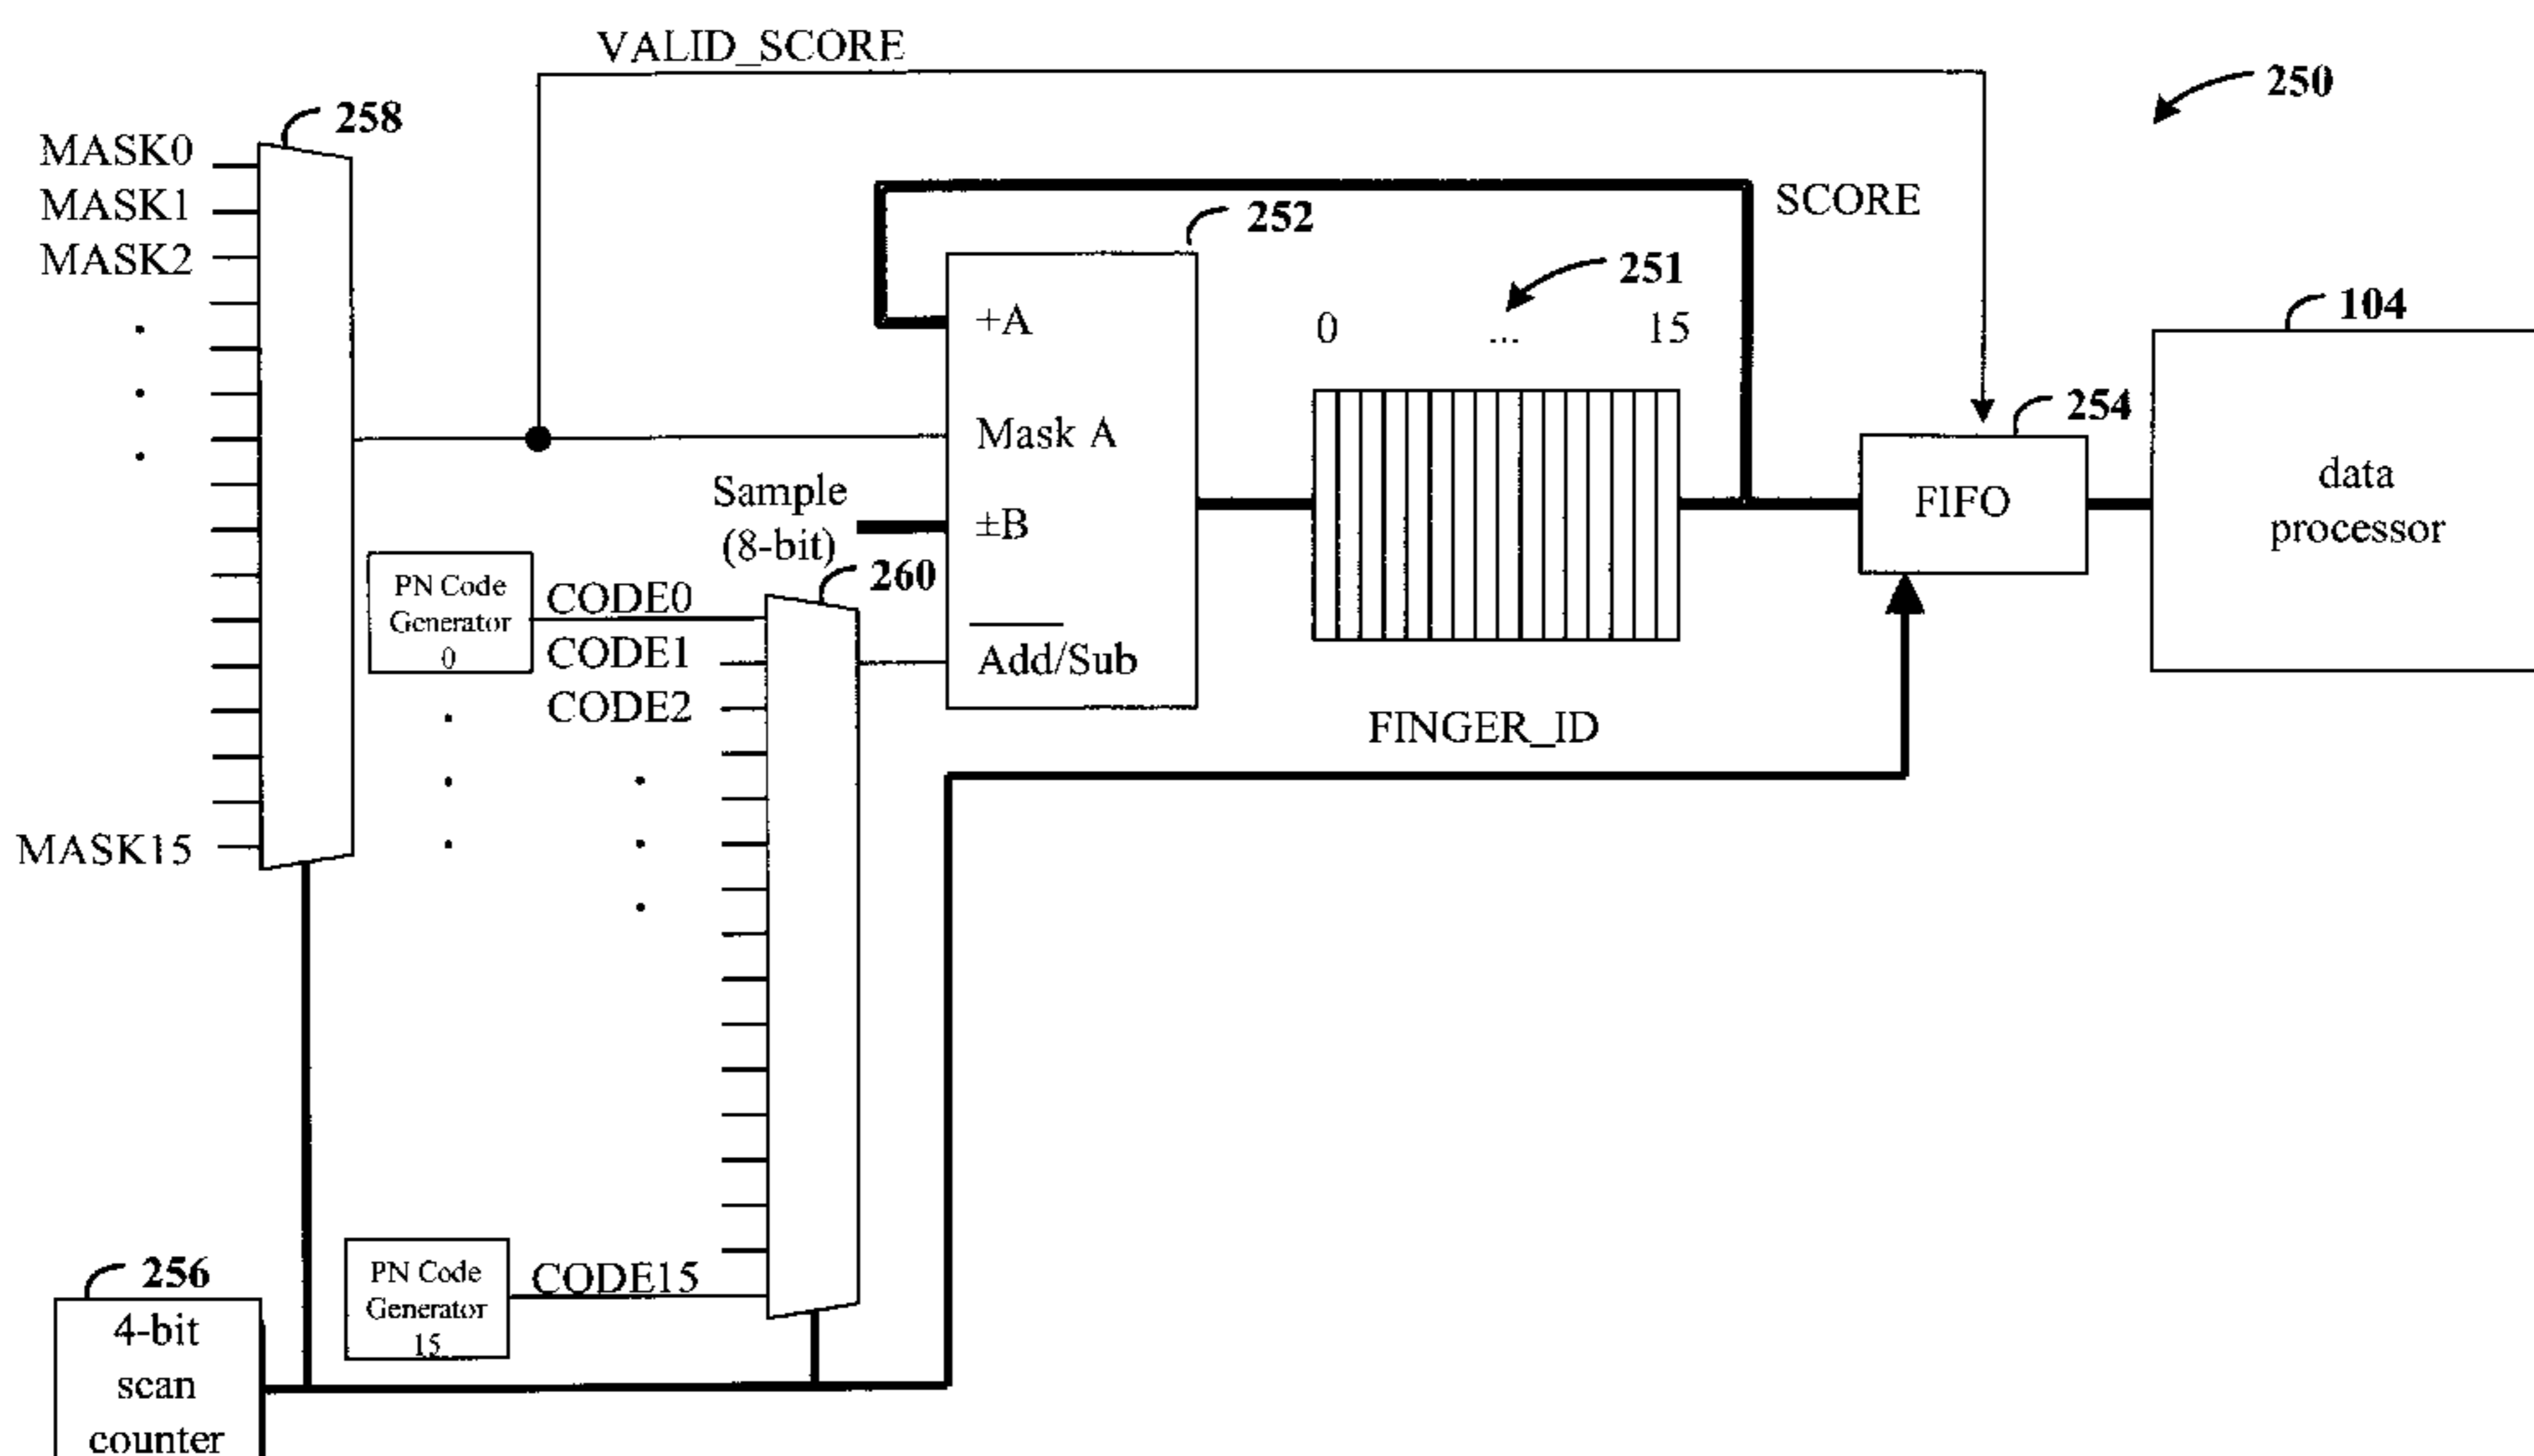 VALID_SCORE
250
258
MASK0
MASK1
MASK2
MASK15
SCORE
252
251
0 ... 15
104
254
+A
Mask A
±B
Add/Sub
Sample
(8-bit)
260
FIFO
data
processor
PN Code
Generator
0
CODE0
CODE1
CODE2
FINGER_ID
PN Code
Generator
15
CODE15
256
4-bit
scan
counter